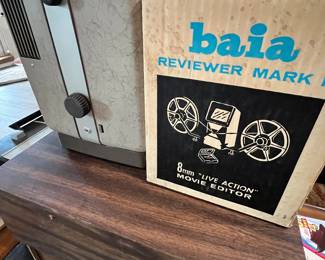 baia
REVIEWER MARK
8mm "LIVE ACTION"
MOVIE EDITOR